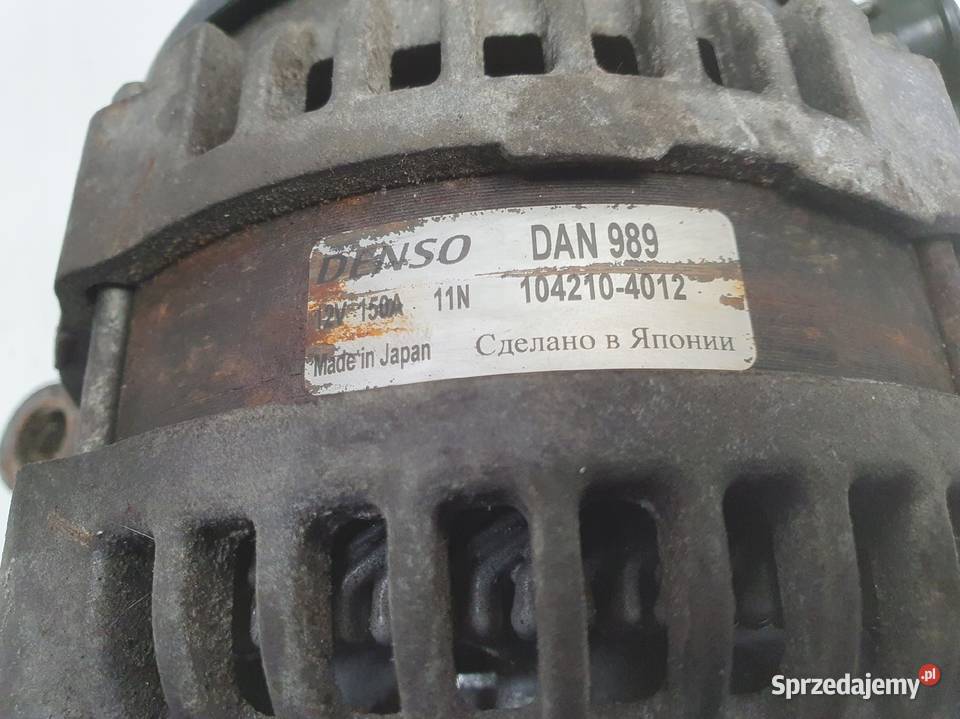 DENSO DAN 989
12V 150A 11N 104210-4012
Made in Japan Сделано в Японии
Sprzedajemy.pl